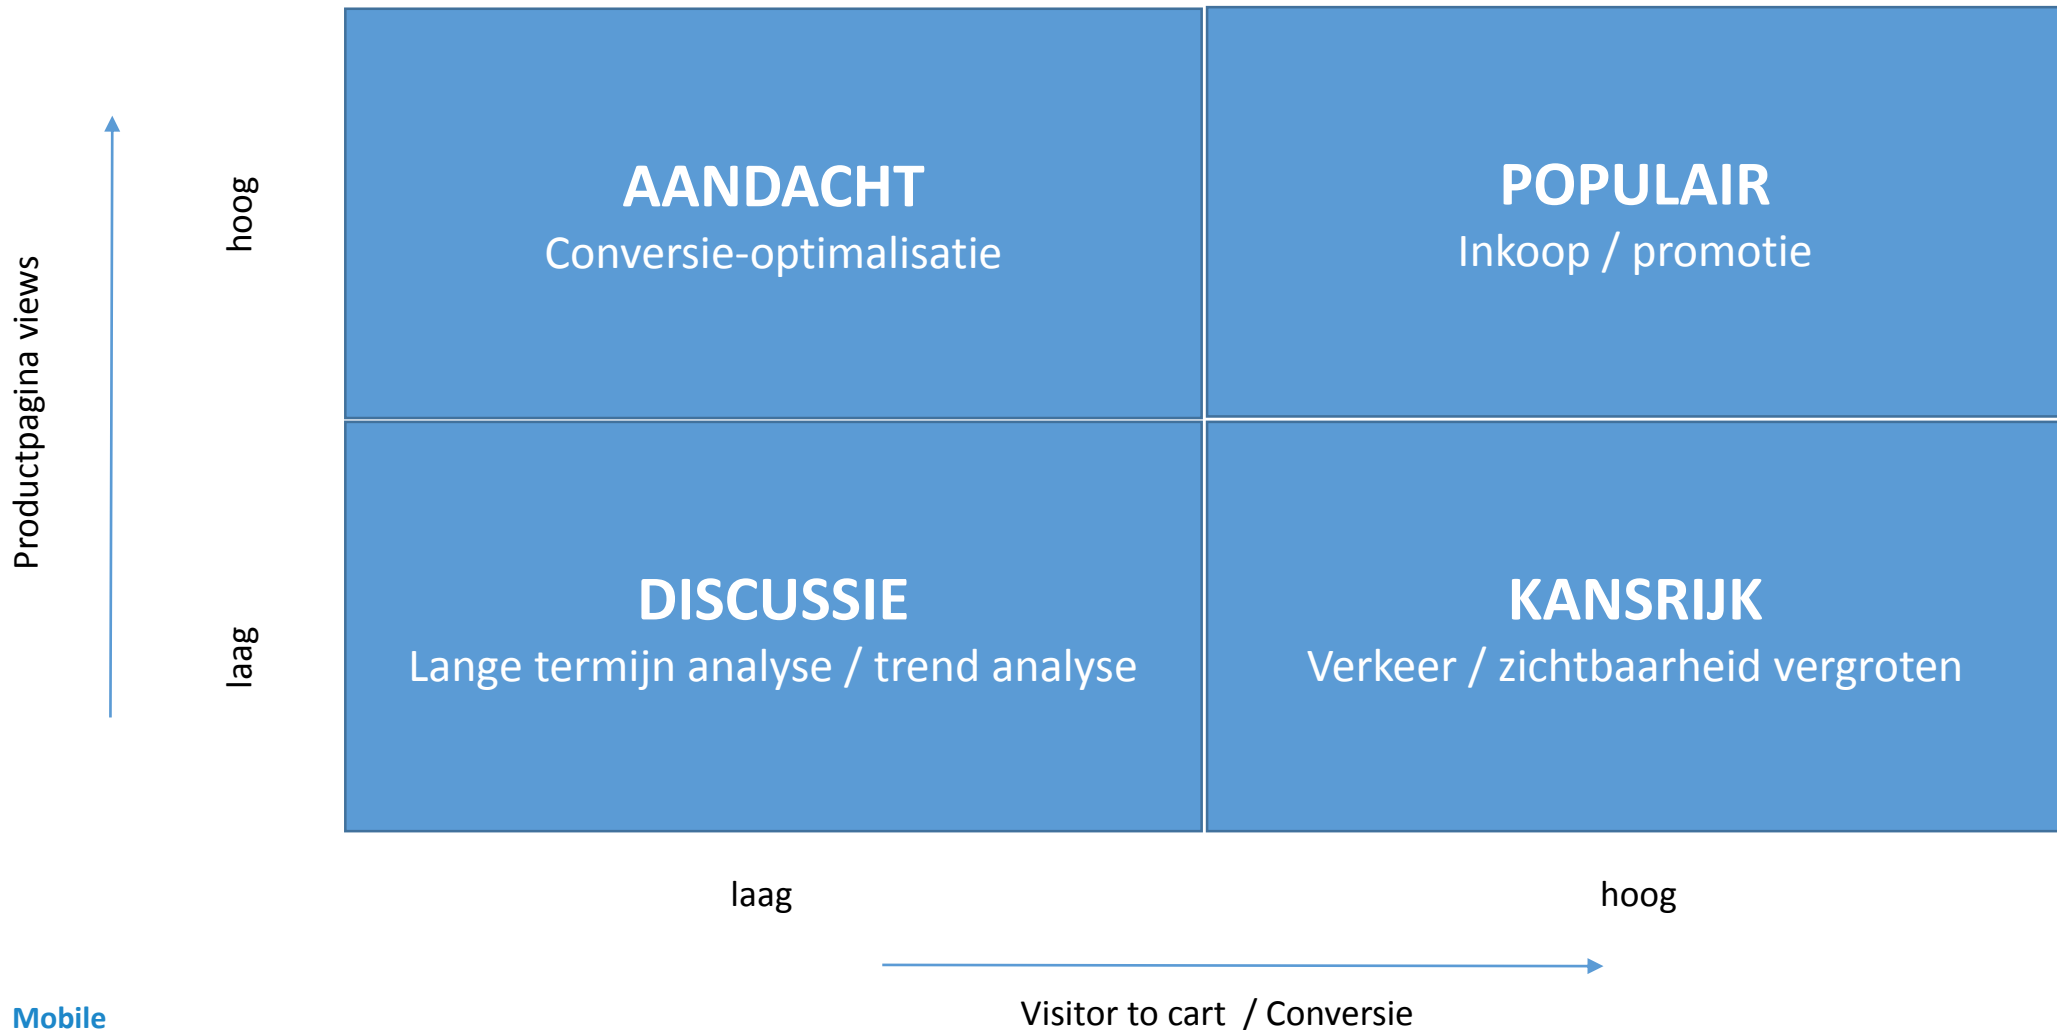 Productpagina views
hoog
laag
AANDACHT
Conversie-optimalisatie
POPULAIR
Inkoop / promotie
DISCUSSIE
Lange termijn analyse / trend analyse
KANSRIJK
Verkeer / zichtbaarheid vergroten
laag
hoog
Visitor to cart / Conversie
Mobile